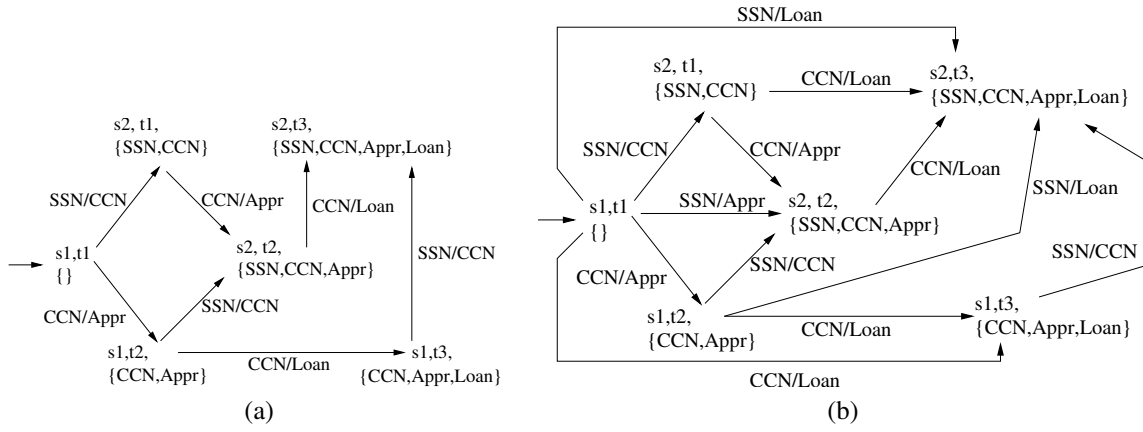 s2, t1,
{SSN,CCN}
s2,t3,
{SSN,CCN,Appr,Loan}
SSN/CCN
CCN/Appr
CCN/Loan
s1,t1
{}
s2, t2,
{SSN,CCN,Appr}
SSN/CCN
CCN/Appr
SSN/CCN
s1,t2,
{CCN,Appr}
CCN/Loan
s1,t3,
{CCN,Appr,Loan}
(a)
SSN/Loan
s2, t1,
{SSN,CCN}
CCN/Loan
s2,t3,
{SSN,CCN,Appr,Loan}
SSN/CCN
CCN/Appr
CCN/Loan
SSN/Loan
s1,t1
{}
SSN/Appr
s2, t2,
{SSN,CCN,Appr}
CCN/Appr
SSN/CCN
SSN/CCN
s1,t2,
{CCN,Appr}
CCN/Loan
s1,t3,
{CCN,Appr,Loan}
CCN/Loan
(b)